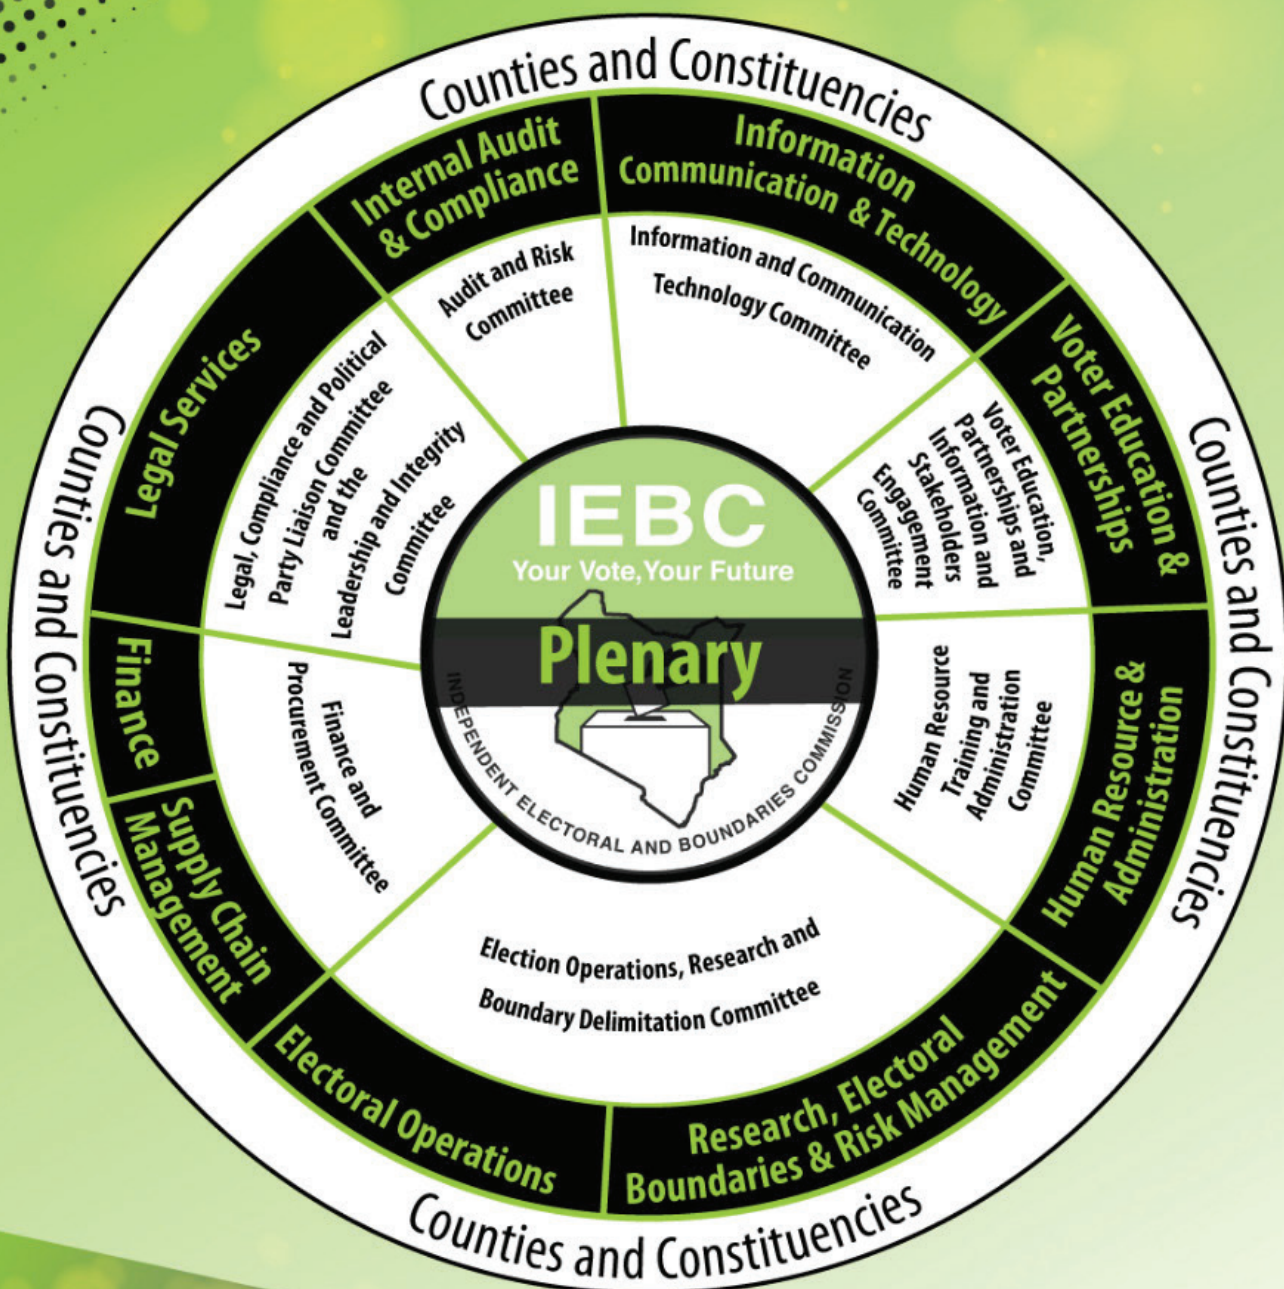 Counties and Constituencies
Internal Audit
& Compliance
Information
Communication & Technology
Voter Education &
Partnerships
Human Resource &
Administration
Research, Electoral
Boundaries & Risk Management
Electoral Operations
Supply Chain
Management
Finance
Legal Services
Counties and Constituencies
Counties and Constituencies
Counties and Constituencies
Audit and Risk
Committee
Information and Communication
Technology Committee
Voter Education,
Partnerships and
Information and
Stakeholders
Engagement
Committee
Human Resource
Training and
Administration
Committee
Election Operations, Research and
Boundary Delimitation Committee
Finance and
Procurement Committee
Legal, Compliance and Political
Party Liaison Committee
and the
Leadership and Integrity
Committee
IEBC
Your Vote,Your Future
Plenary
INDEPENDENT ELECTORAL AND BOUNDARIES COMMISSION